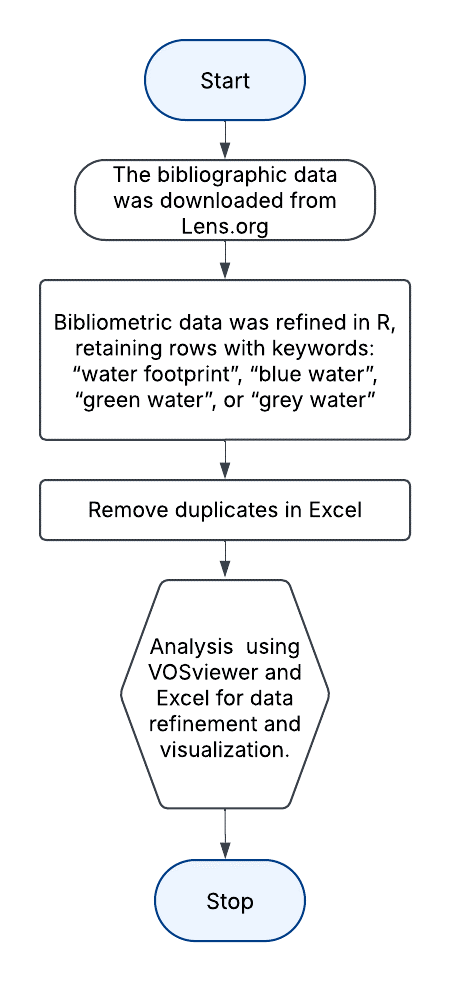 Start
The bibliographic data
was downloaded from
Lens.org
Bibliometric data was refined in R,
retaining rows with keywords:
“water footprint”, “blue water”,
“green water”, or “grey water”
Remove duplicates in Excel
Analysis  using
VOSviewer and
Excel for data
refinement and
visualization.
Stop